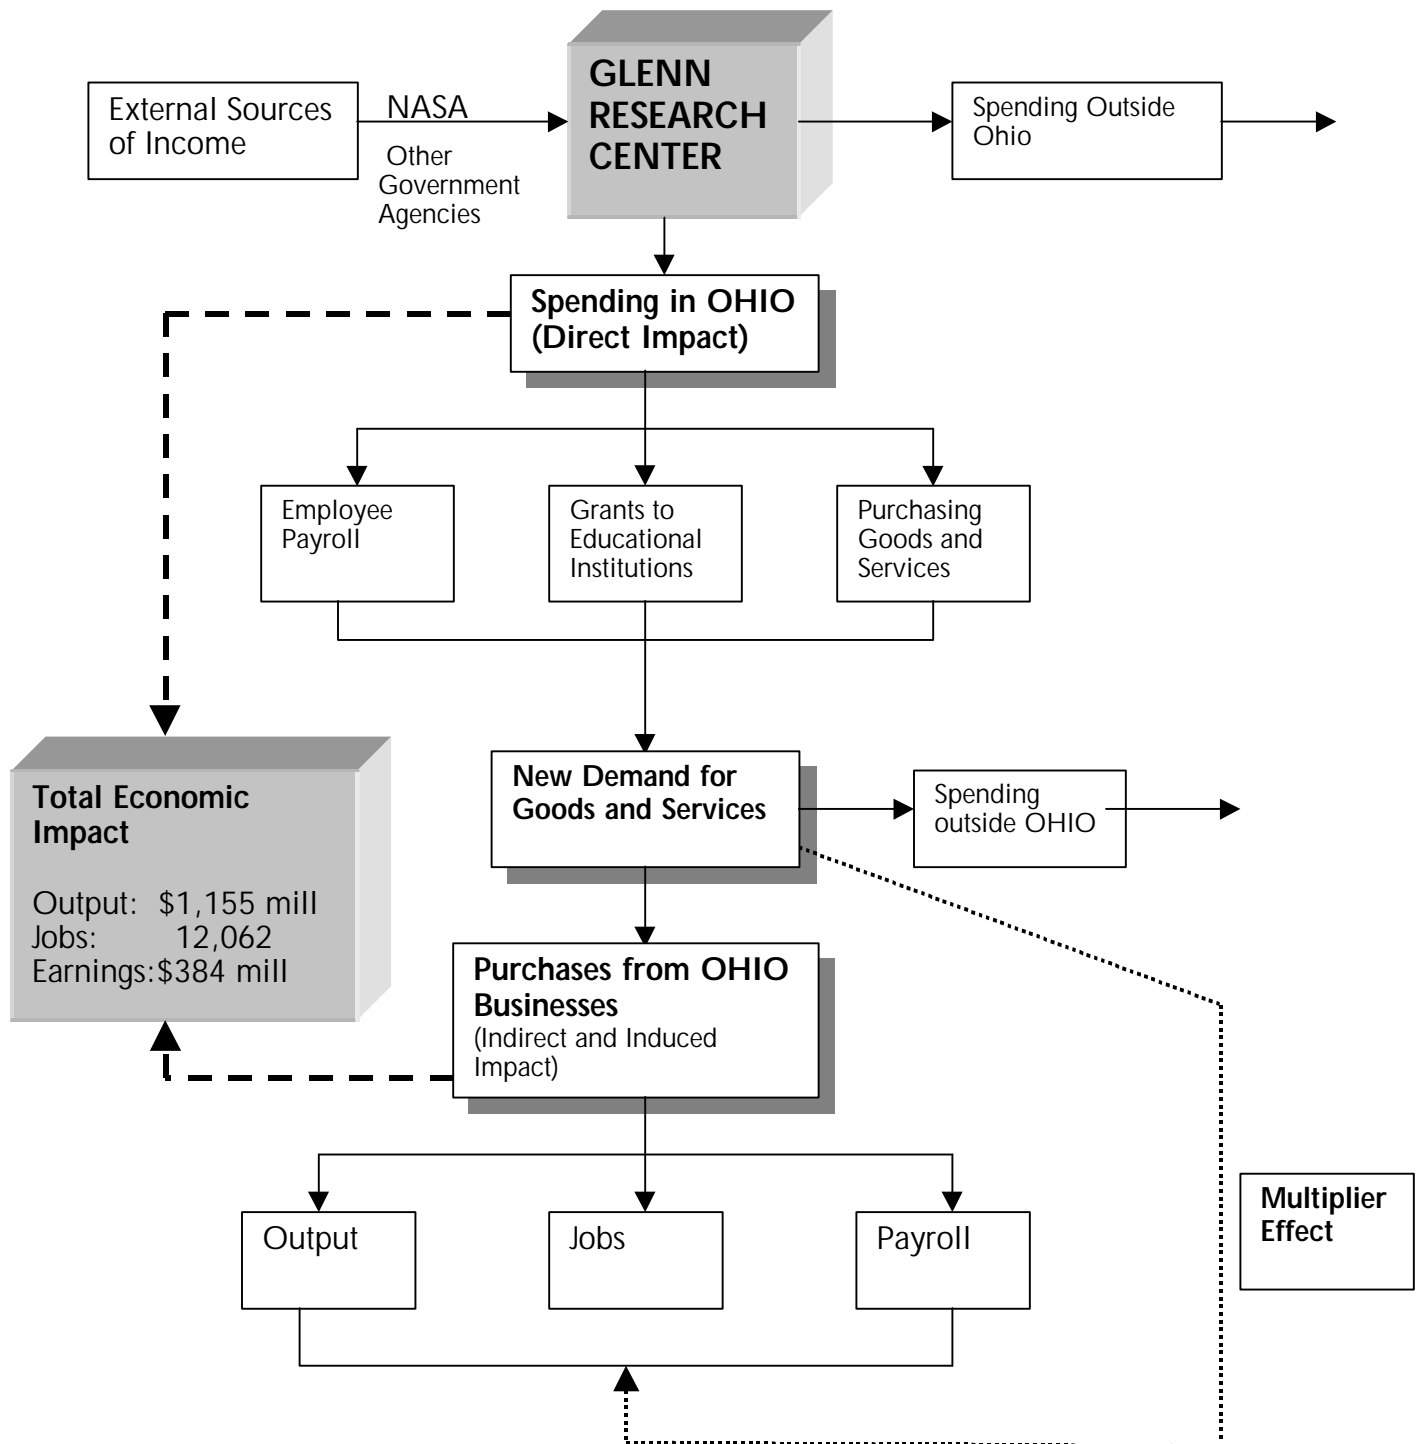 External Sources
of Income
NASA
Other
Government
Agencies
GLENN
RESEARCH
CENTER
Spending Outside
Ohio
Spending in OHIO
(Direct Impact)
Employee
Payroll
Grants to
Educational
Institutions
Purchasing
Goods and
Services
Total Economic
Impact
Output: $1,155 mill
Jobs: 12,062
Earnings:$384 mill
New Demand for
Goods and Services
Spending
outside OHIO
Purchases from OHIO
Businesses
(Indirect and Induced
Impact)
Output
Jobs
Payroll
Multiplier
Effect